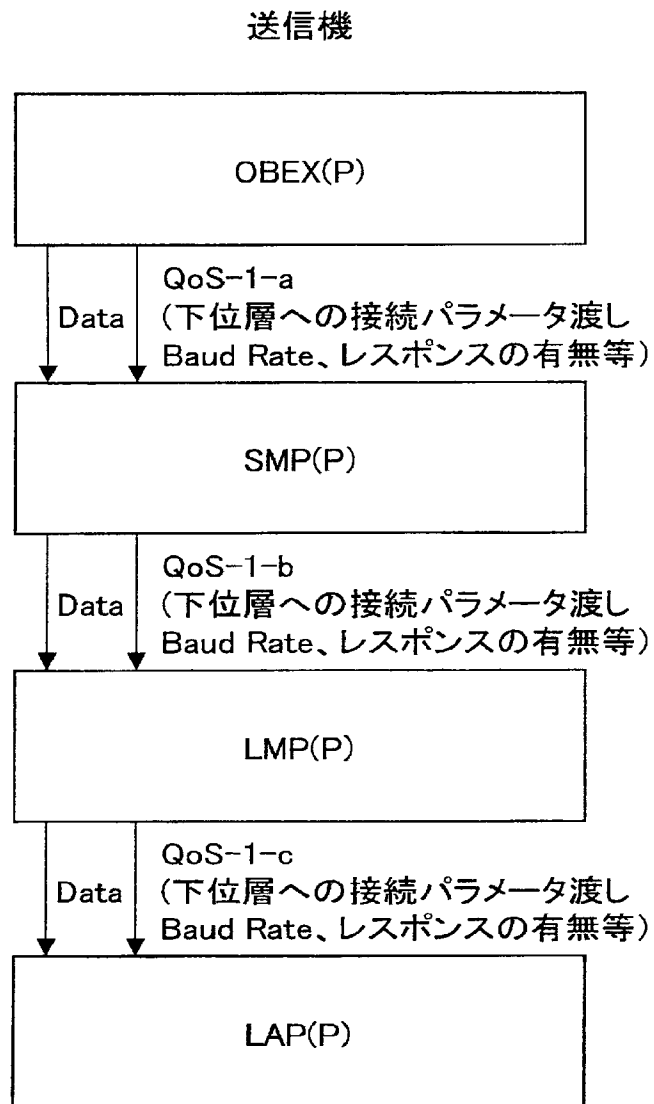 送信機
OBEX(P)
Data
QoS-1-a
(下位層への接続パラメータ渡し
Baud Rate、レスポンスの有無等)
SMP(P)
Data
QoS-1-b
(下位層への接続パラメータ渡し
Baud Rate、レスポンスの有無等)
LMP(P)
Data
QoS-1-c
(下位層への接続パラメータ渡し
Baud Rate、レスポンスの有無等)
LAP(P)